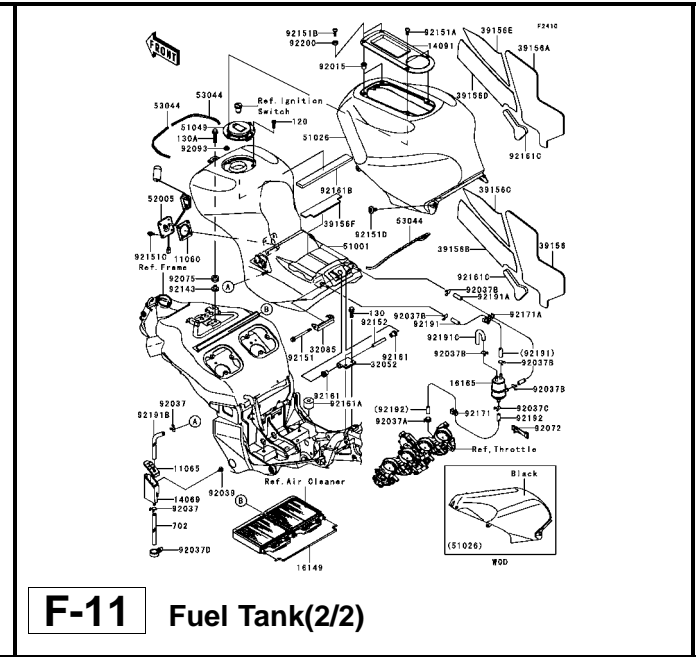 F2410
FRONT
92151B
92200
92015
92151A
14091
39156E
39156A
39156D
92161C
53044
53044
Ref.Ignition
Switch
120
51049
130A
92093
51026
92161B
39156F
52005
92151C
11060
Ref.Frame
92075
92143
A
B
92151D
53044
51001
39156C
39156B
39156
92161C
92037B
92191A
92171A
130
92152
92037B
92191
92191C
92037B
(92191)
92037B
92151
32085
92161
32052
16165
92037B
92161
92161A
(92192)
92037A
92171
92037C
92192
92072
Ref.Throttle
92037
92191B
A
11065
14069
92037
92039
702
92037D
Ref.Air Cleaner
B
16149
Black
(51026)
WOD
F-11
Fuel Tank(2/2)